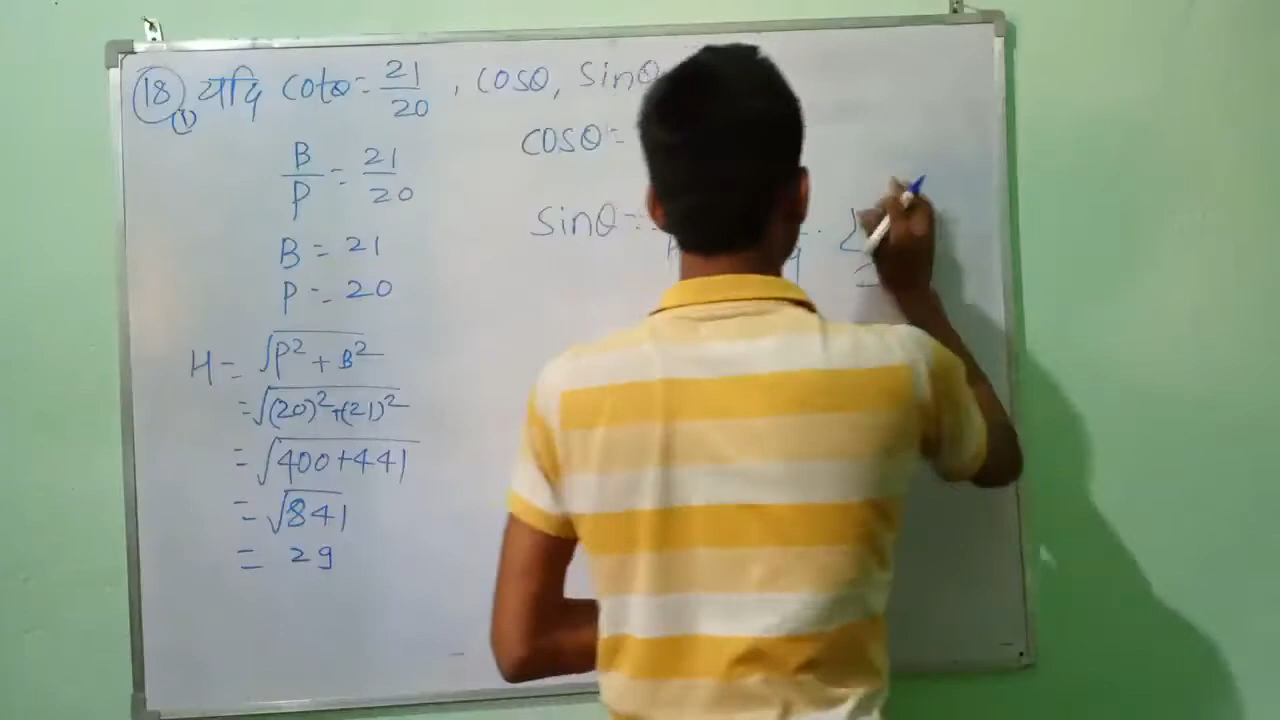 18 (1) यदि cotθ = 21/20 , cosθ, sinθ
B/P = 21/20
B = 21
P = 20
H = √P² + B²
= √(20)²+(21)²
= √400+441
= √841
= 29
cosθ =
sinθ =